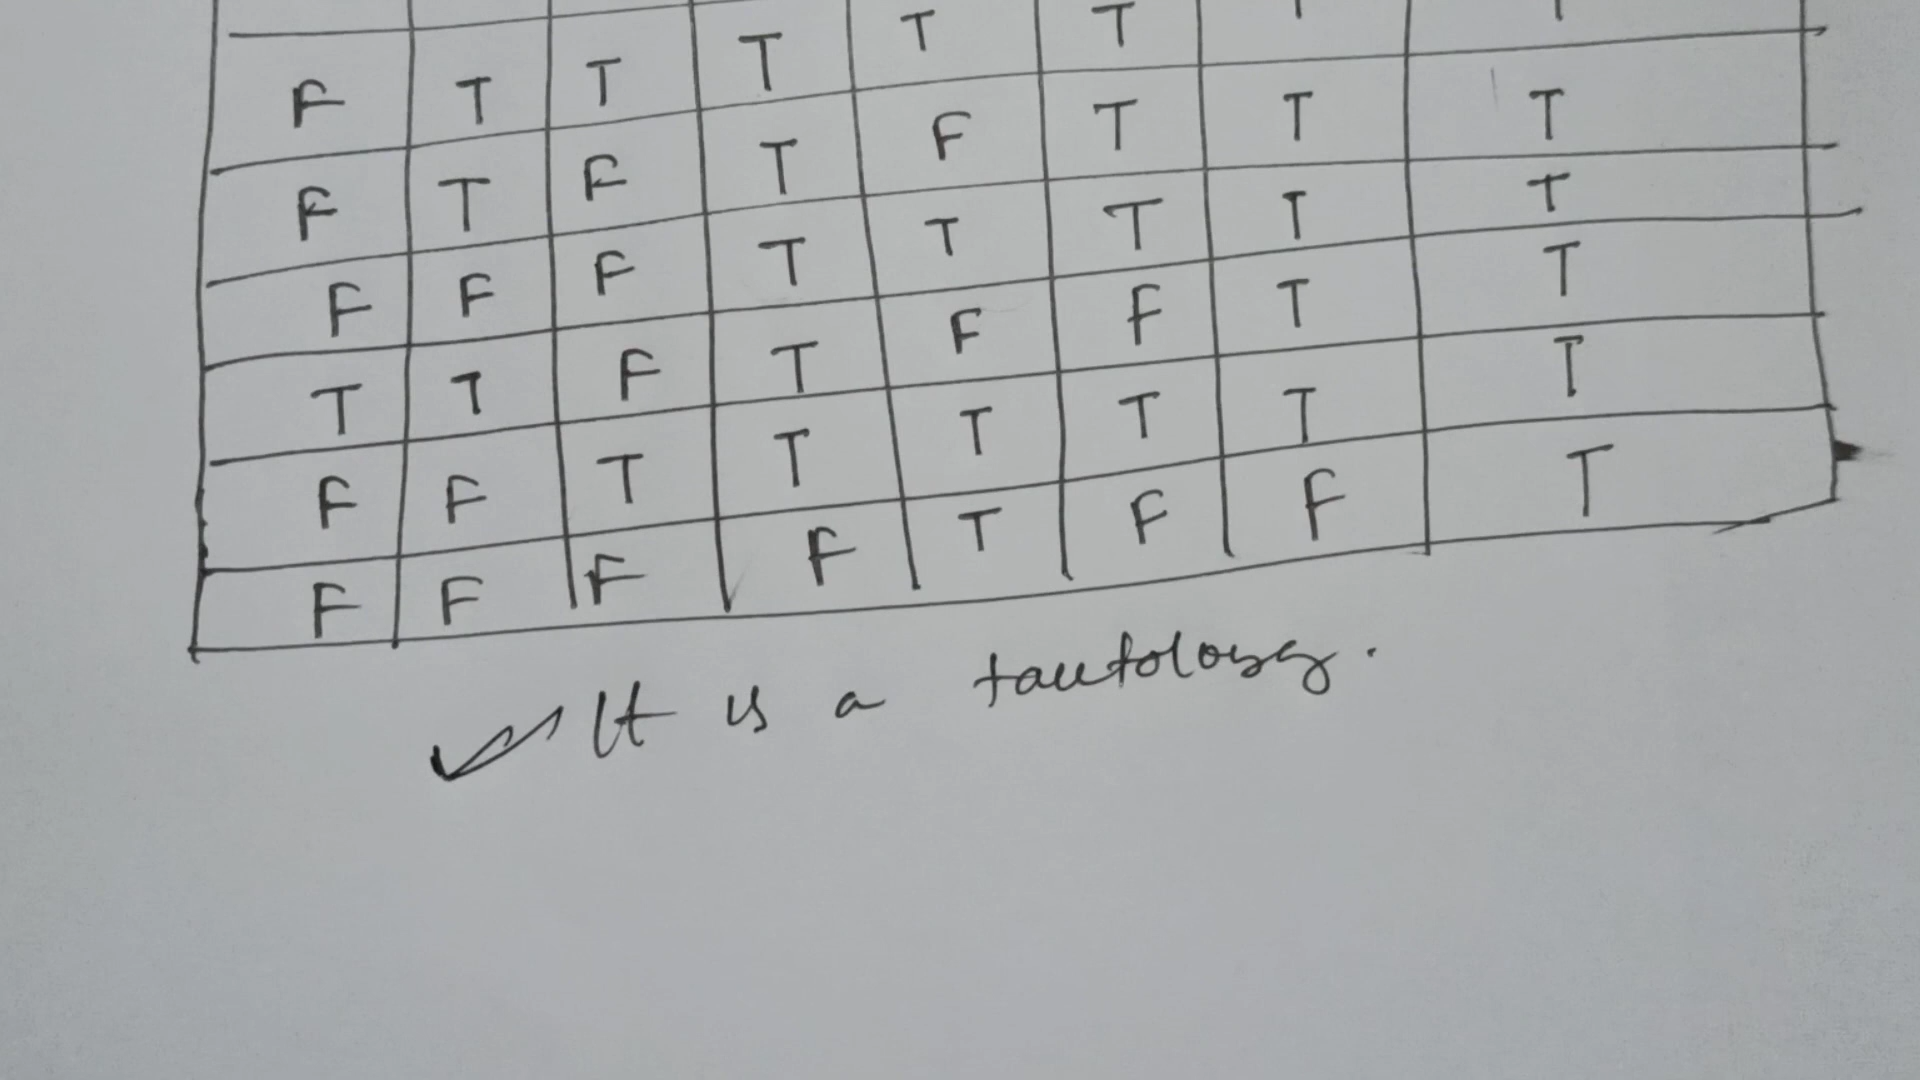 F T T T T T T T
F T F T F T T T
F F F T T T T T
T T F T F F T T
F F T T T T T T
F F F F T F F T
It is a tautology.